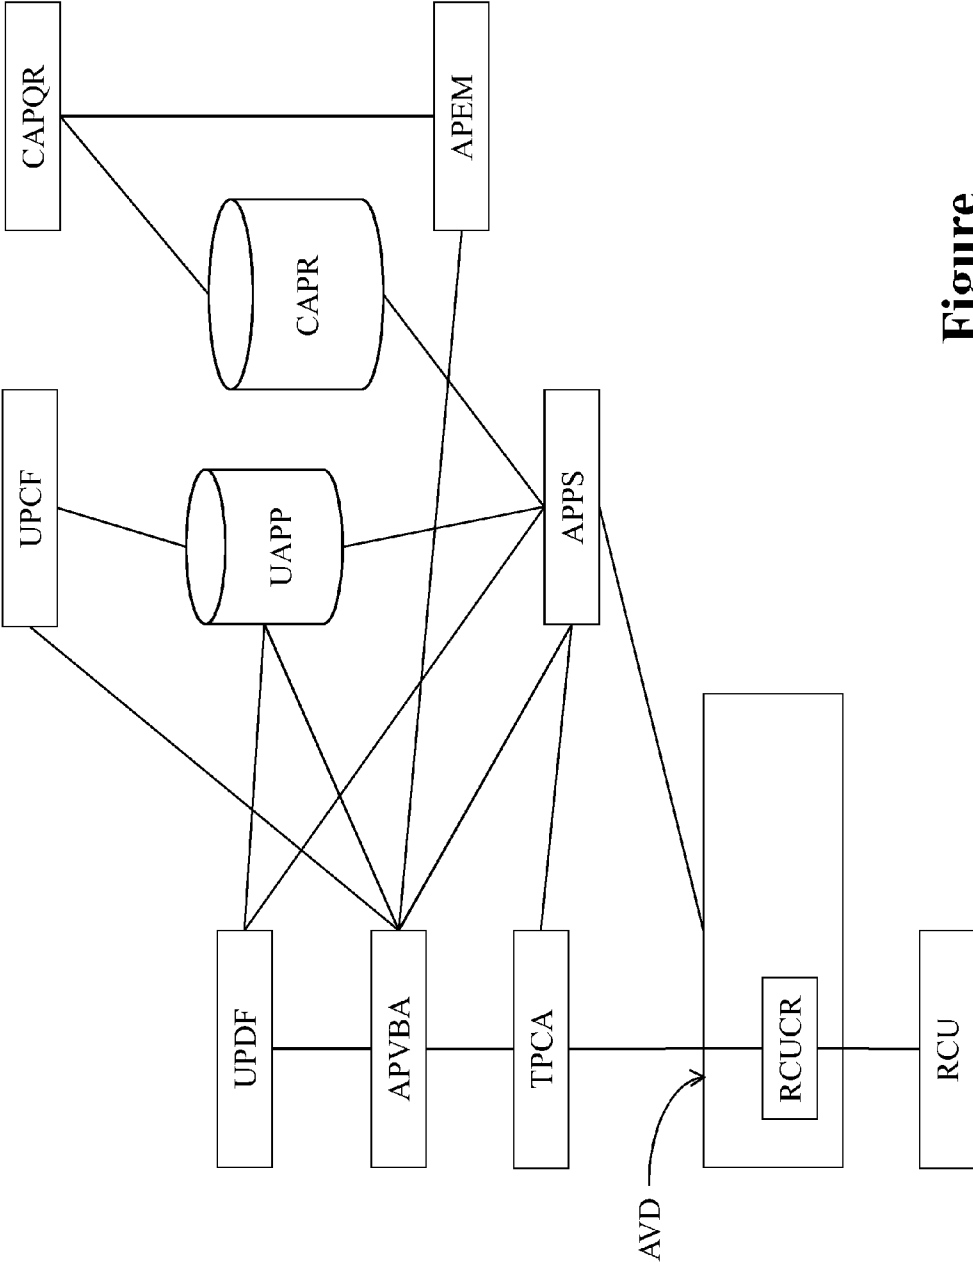 CAPQR
APEM
CAPR
UPCF
UAPP
APPS
UPDF
APVBA
TPCA
RCUCR
RCU
AVD
Figure